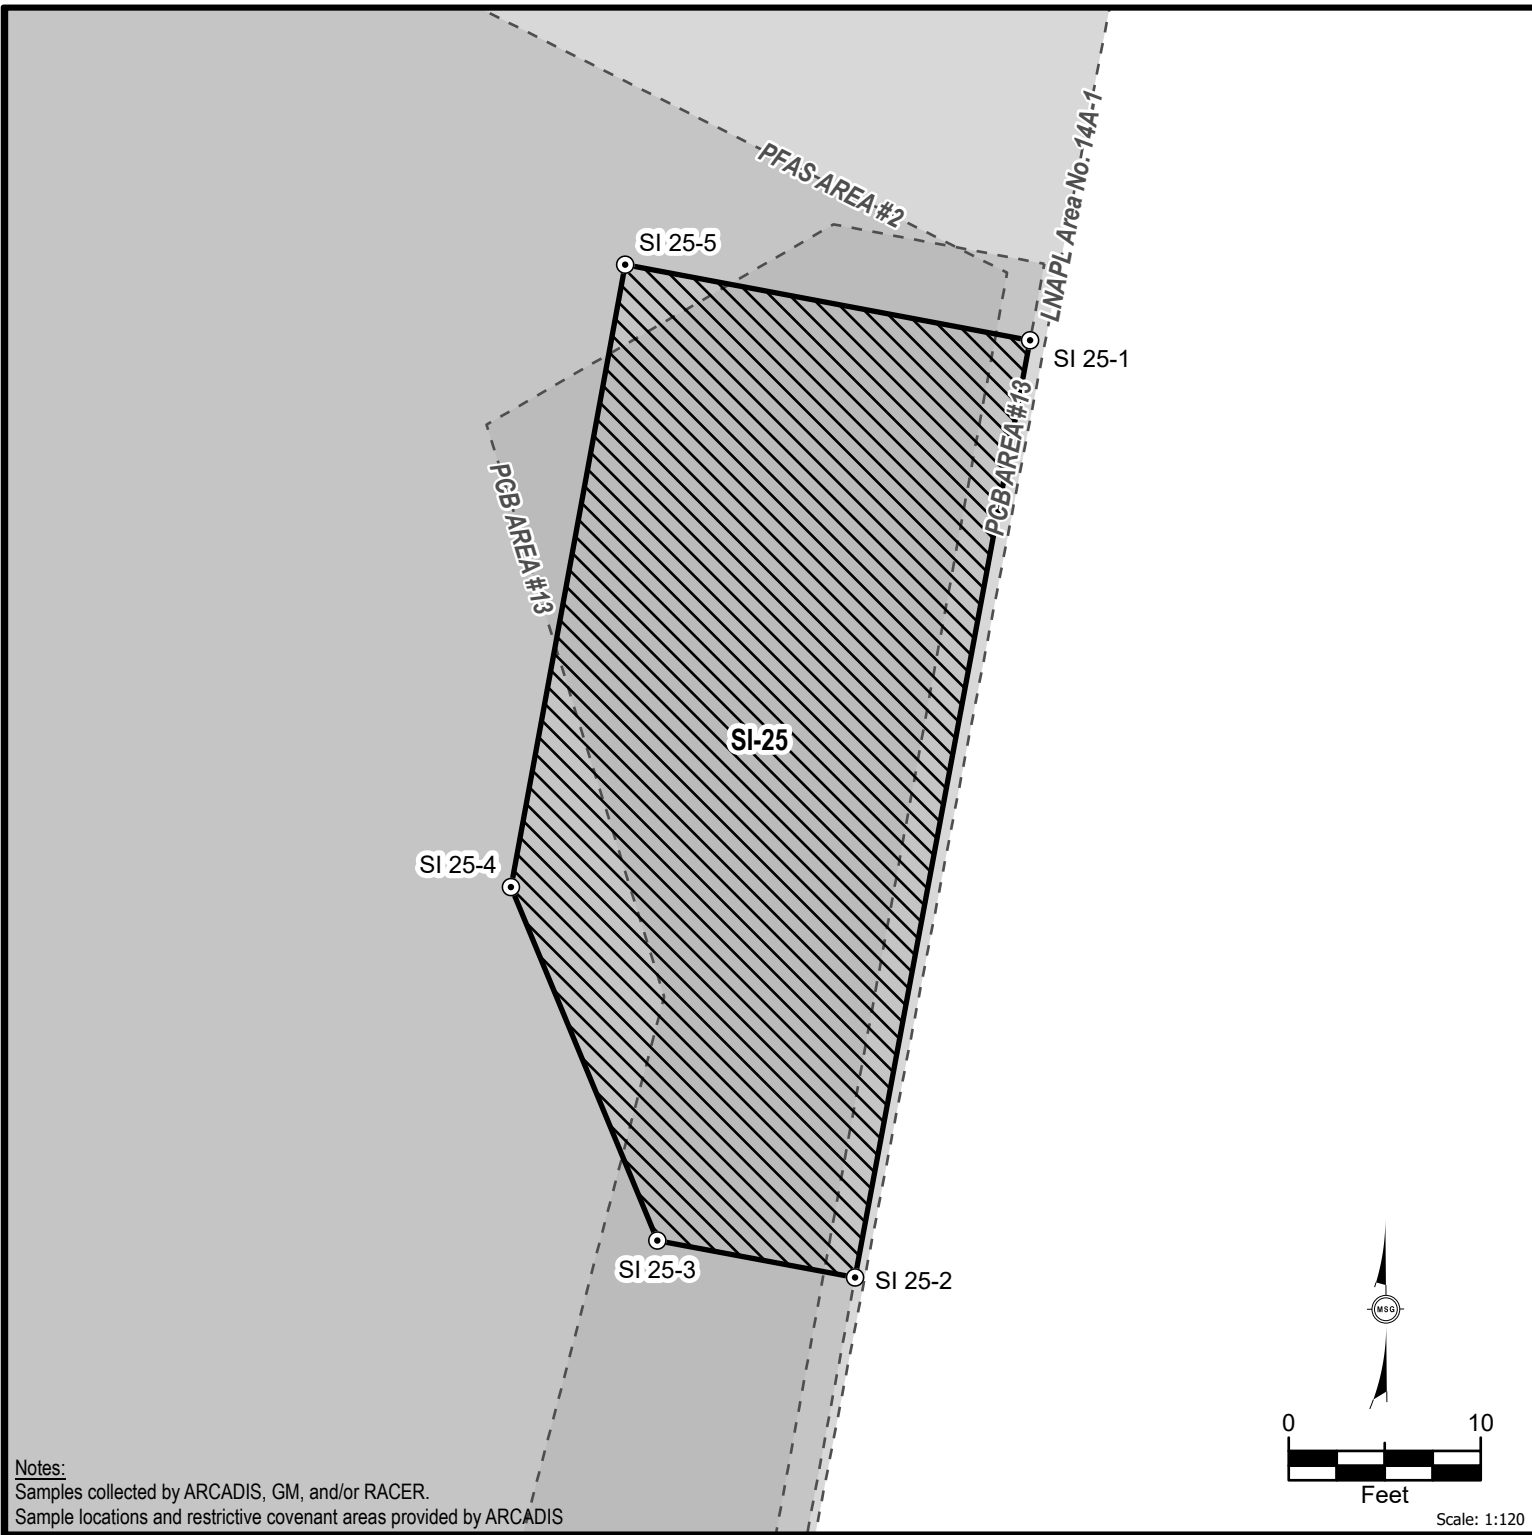 LNAPL Area No. 14A-1
PFAS AREA #2
SI 25-5
SI 25-1
PCB AREA #13
PCB AREA #13
SI-25
SI 25-4
SI 25-3
SI 25-2
MSG
0 10
Feet
Scale: 1:120
Notes:
Samples collected by ARCADIS, GM, and/or RACER.
Sample locations and restrictive covenant areas provided by ARCADIS